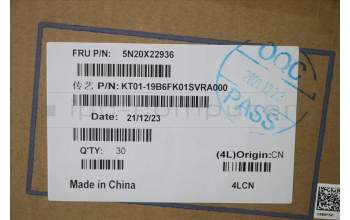 FRU P/N: 5N20X22936
传艺 P/N: KT01-19B6FK01SVRA000
Date: 21/12/23
Q'TY: 30
(4L)Origin:CN
Made in China
4LCN
OQC
PASS